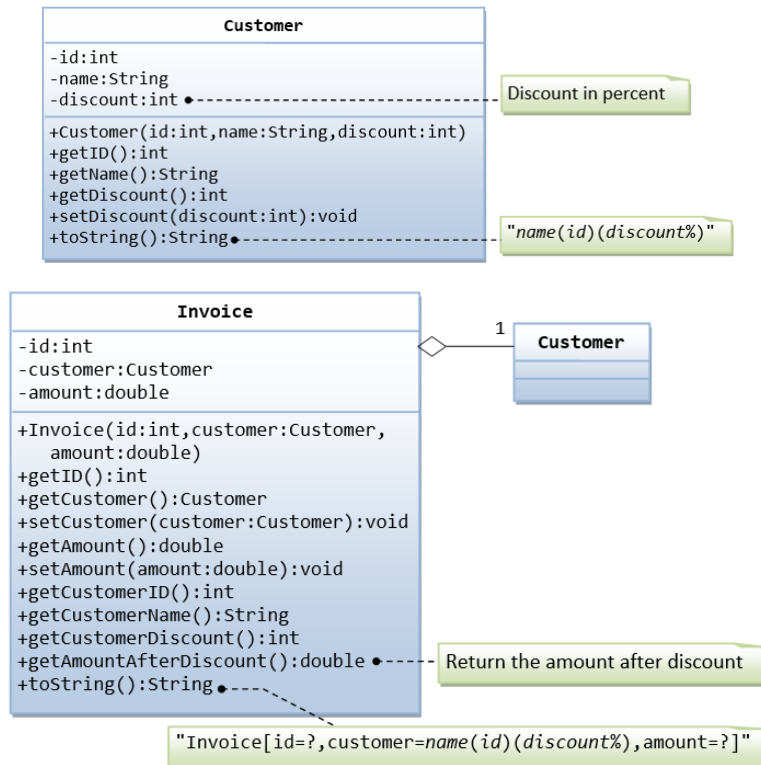 Customer
-id:int
-name:String
-discount:int
Discount in percent
+Customer(id:int,name:String,discount:int)
+getID():int
+getName():String
+getDiscount():int
+setDiscount(discount:int):void
+toString():String
"name(id)(discount%)"
Invoice
-id:int
-customer:Customer
-amount:double
1
Customer
+Invoice(id:int,customer:Customer,
amount:double)
+getID():int
+getCustomer():Customer
+setCustomer(customer:Customer):void
+getAmount():double
+setAmount(amount:double):void
+getCustomerID():int
+getCustomerName():String
+getCustomerDiscount():int
+getAmountAfterDiscount():double
Return the amount after discount
+toString():String
"Invoice[id=?,customer=name(id)(discount%),amount=?]"